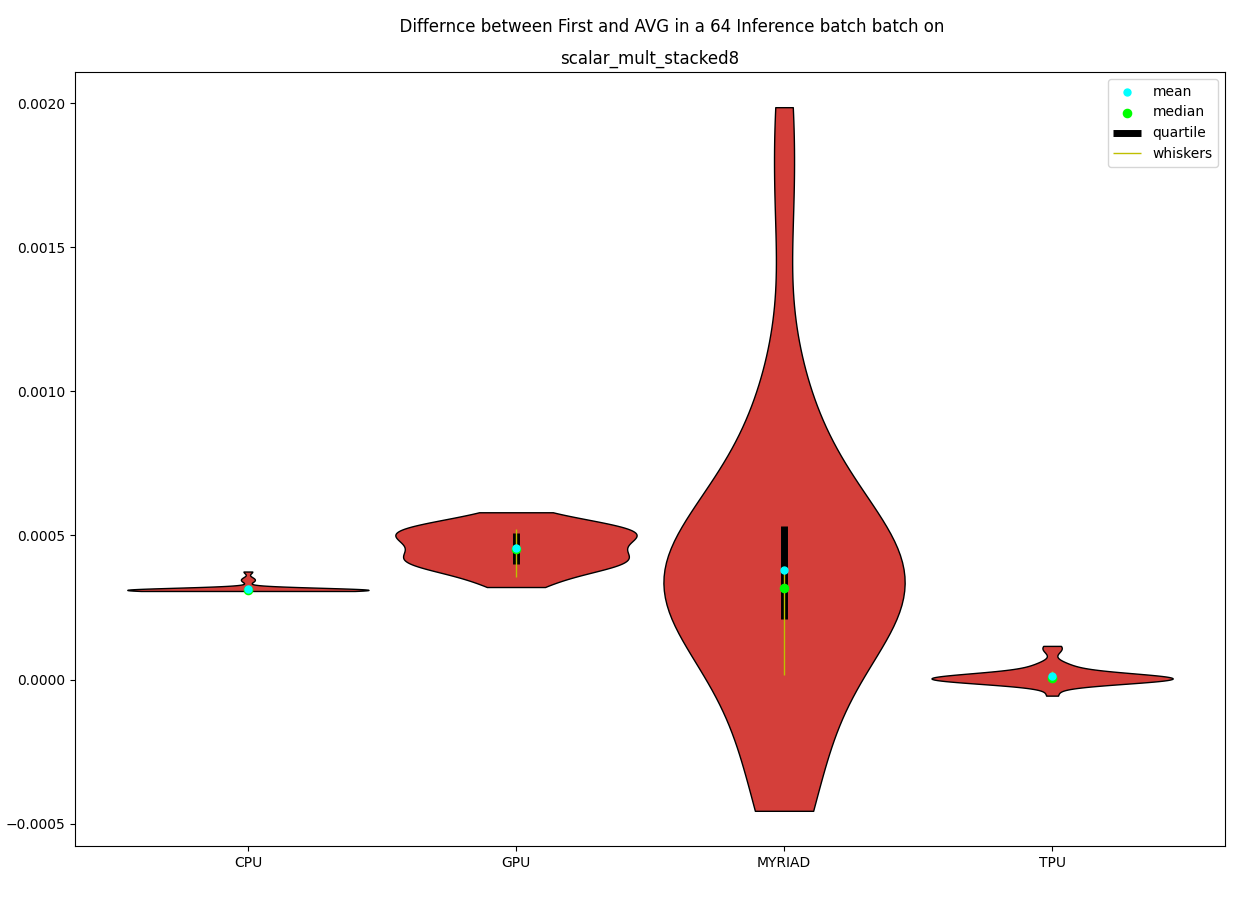 Differnce between First and AVG in a 64 Inference batch batch on
scalar_mult_stacked8
mean
median
quartile
whiskers
0.0020
0.0015
0.0010
0.0005
0.0000
−0.0005
CPU GPU MYRIAD TPU